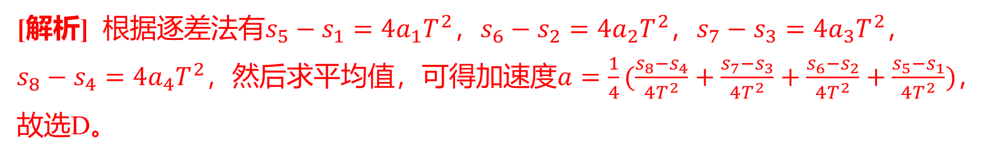 [解析] 根据逐差法有$s_5 - s_1 = 4a_1T^2$，$s_6 - s_2 = 4a_2T^2$，$s_7 - s_3 = 4a_3T^2$，
$s_8 - s_4 = 4a_4T^2$，然后求平均值，可得加速度$a = \frac{1}{4}(\frac{s_8-s_4}{4T^2} + \frac{s_7-s_3}{4T^2} + \frac{s_6-s_2}{4T^2} + \frac{s_5-s_1}{4T^2})$，
故选D。